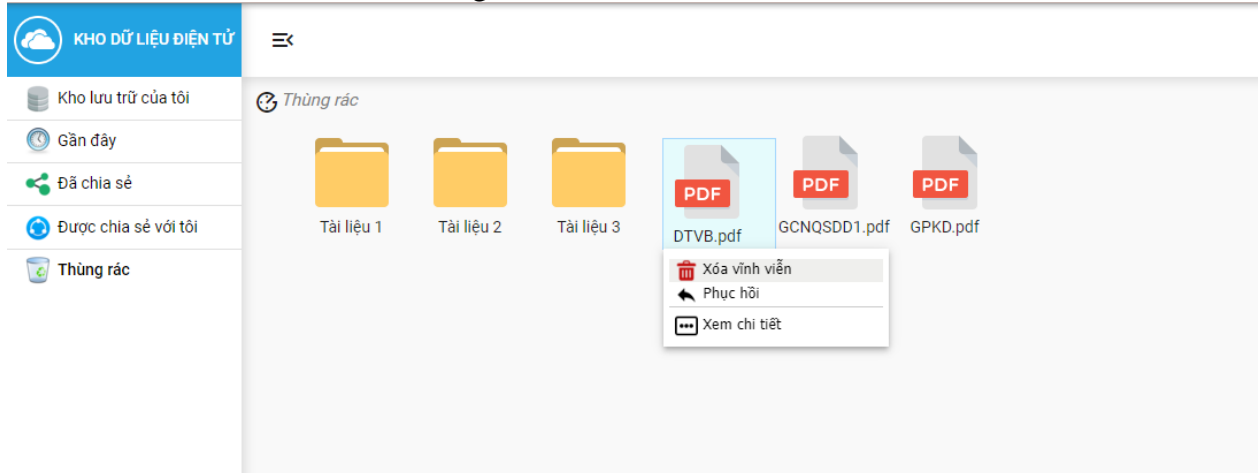 KHO DỮ LIỆU ĐIỆN TỬ
Kho lưu trữ của tôi
Gần đây
Đã chia sẻ
Được chia sẻ với tôi
Thùng rác
Thùng rác
Tài liệu 1
Tài liệu 2
Tài liệu 3
PDF
DTVB.pdf
PDF
GCNQSDD1.pdf
PDF
GPKD.pdf
Xóa vĩnh viễn
Phục hồi
Xem chi tiết